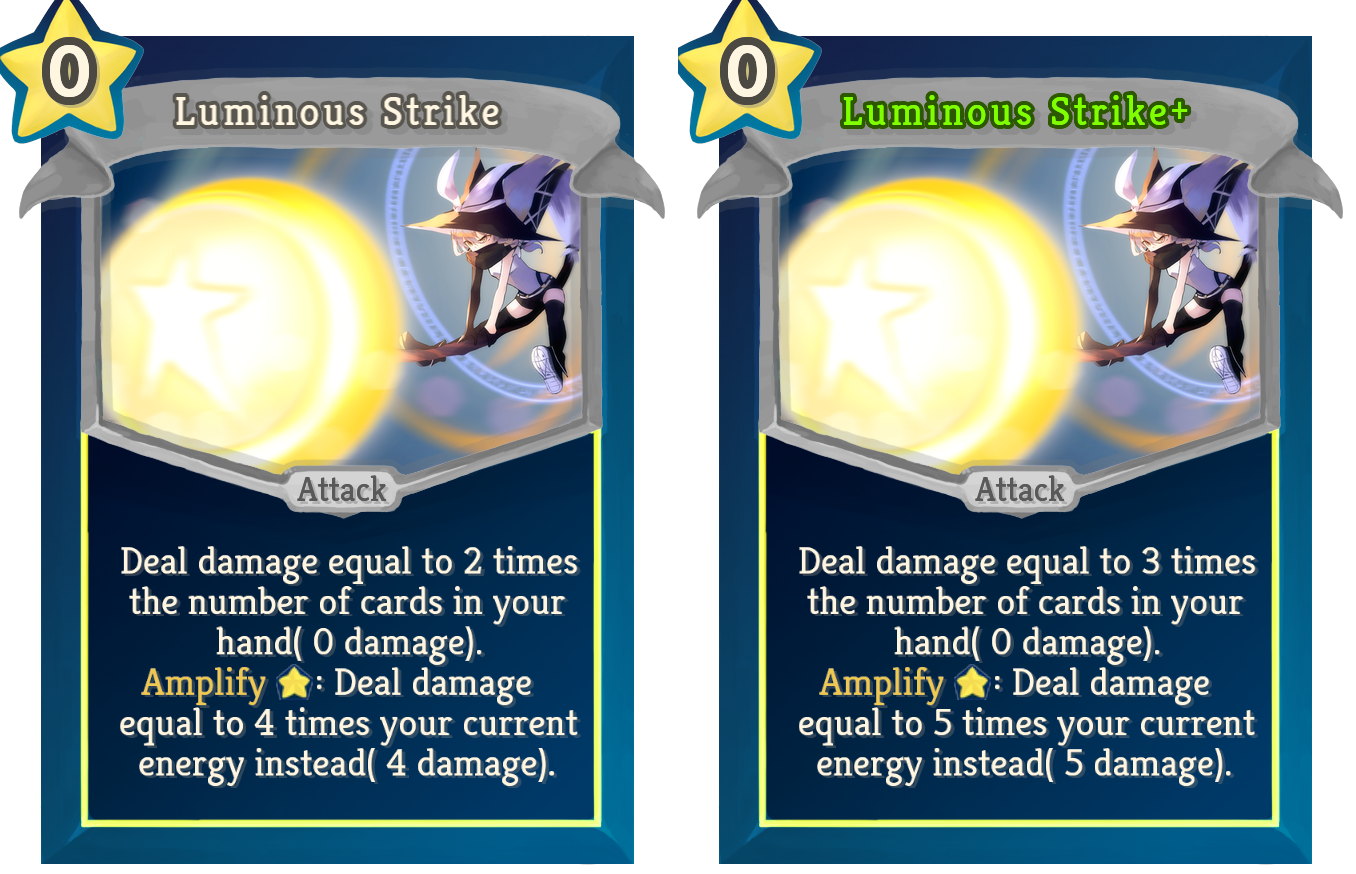 0
Luminous Strike
Attack
Deal damage equal to 2 times
the number of cards in your
hand( 0 damage).
Amplify : Deal damage
equal to 4 times your current
energy instead( 4 damage).
0
Luminous Strike+
Attack
Deal damage equal to 3 times
the number of cards in your
hand( 0 damage).
Amplify : Deal damage
equal to 5 times your current
energy instead( 5 damage).